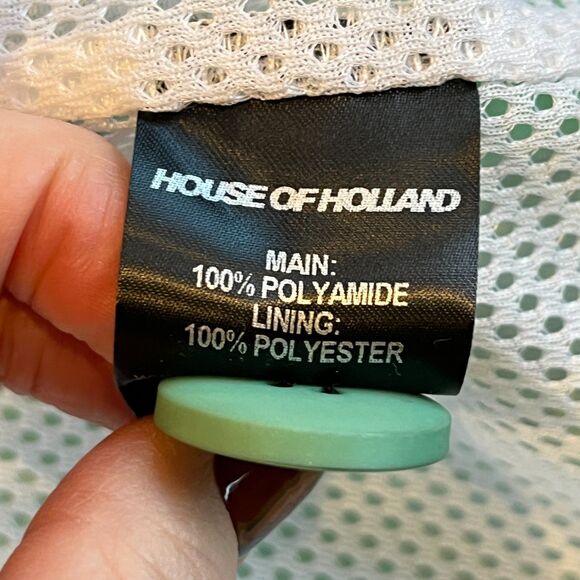 HOUSE OF HOLLAND
MAIN:
100% POLYAMIDE
LINING:
100% POLYESTER